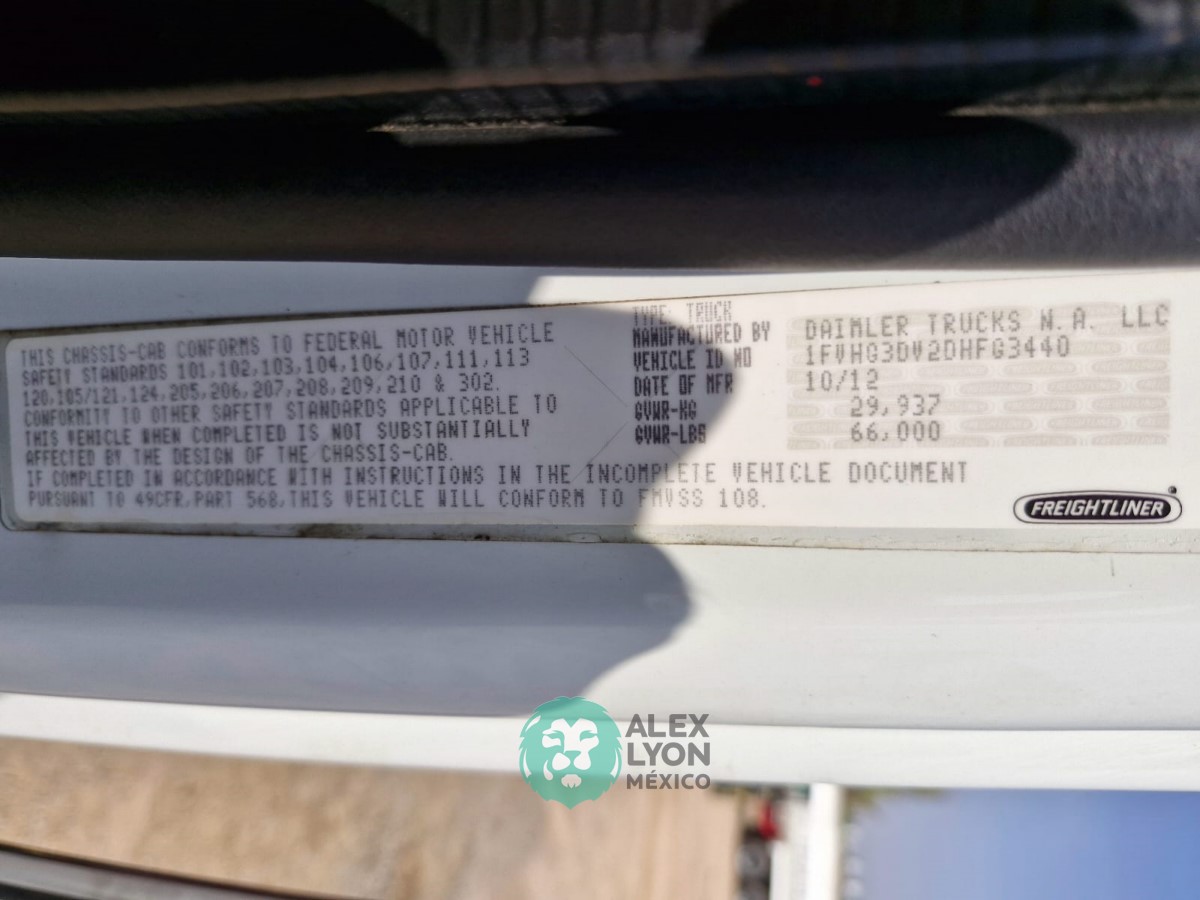 THIS CHASSIS-CAB CONFORMS TO FEDERAL MOTOR VEHICLE
SAFETY STANDARDS 101,102,103,104,106,107,111,113
120,105/121,124,205,206,207,208,209,210 & 302.
CONFORMITY TO OTHER SAFETY STANDARDS APPLICABLE TO
THIS VEHICLE WHEN COMPLETED IS NOT SUBSTANTIALLY
AFFECTED BY THE DESIGN OF THE CHASSIS-CAB.
IF COMPLETED IN ACCORDANCE WITH INSTRUCTIONS IN THE INCOMPLETE VEHICLE DOCUMENT
PURSUANT TO 49CFR,PART 568,THIS VEHICLE WILL CONFORM TO FMVSS 108.
TYPE, TRUCK
MANUFACTURED BY DAIMLER TRUCKS N.A. LLC
VEHICLE ID NO 1FVHG3DV2DHFG3440
DATE OF MFR 10/12
GVWR-KG 29,937
GVWR-LBS 66,000
FREIGHTLINER®
ALEX
LYON
MÉXICO